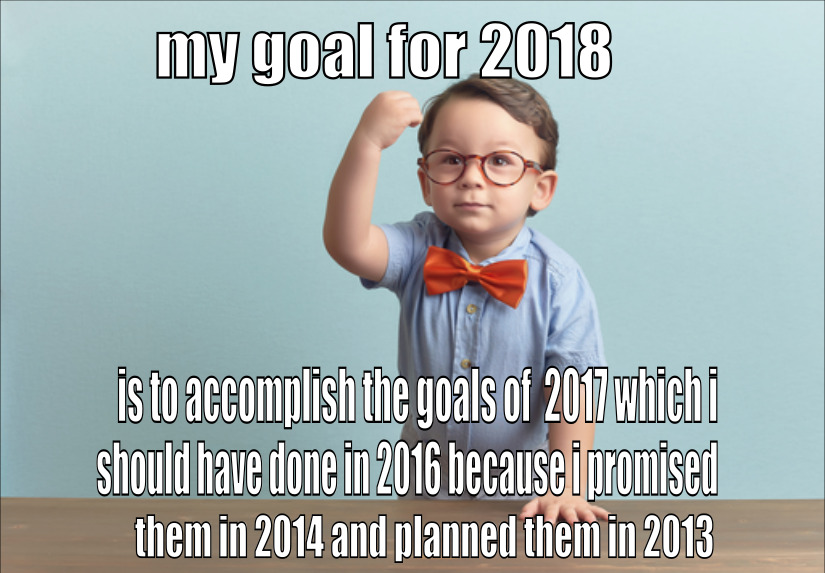 my goal for 2018
is to accomplish the goals of 2017 which i
should have done in 2016 because i promised
them in 2014 and planned them in 2013